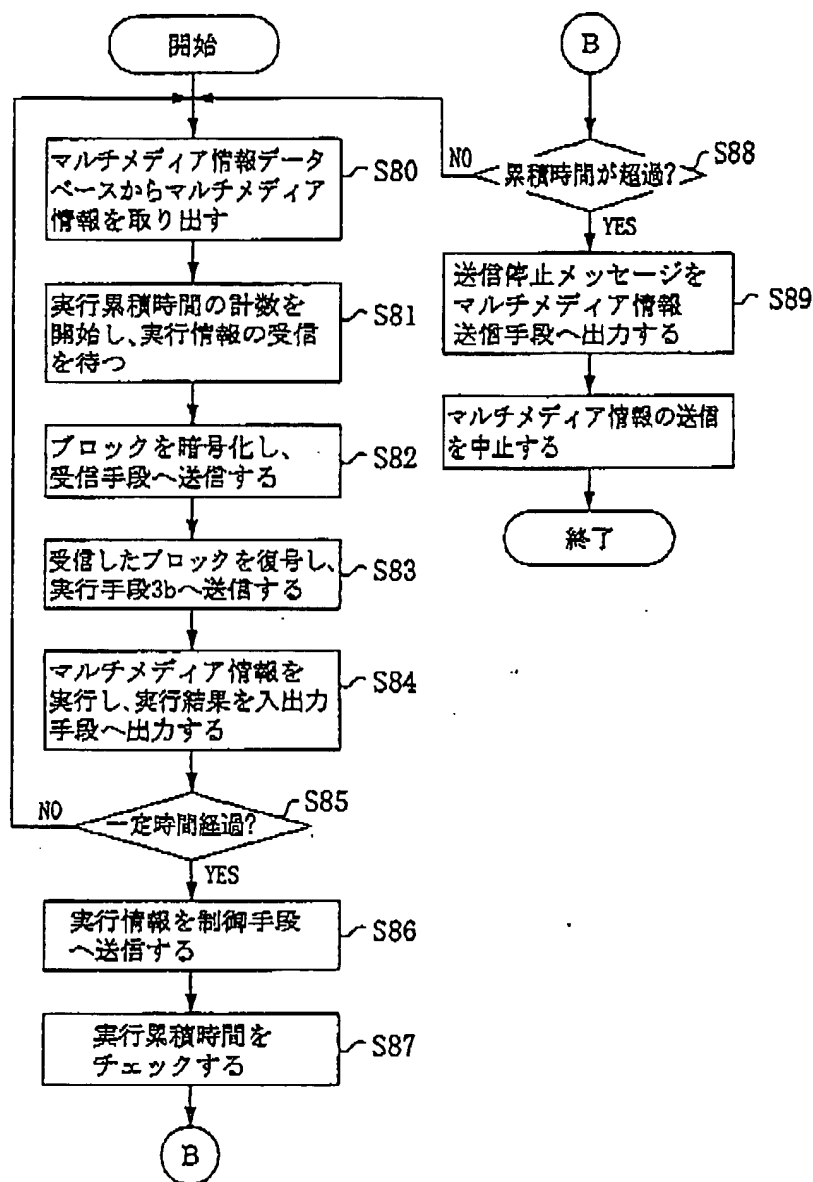 開始
マルチメディア情報データ
ベースからマルチメディア
情報を取り出す
S80
実行累積時間の計数を
開始し、実行情報の受信
を待つ
S81
ブロックを暗号化し、
受信手段へ送信する
S82
受信したブロックを復号し、
実行手段3bへ送信する
S83
マルチメディア情報を
実行し、実行結果を入出力
手段へ出力する
S84
NO
一定時間経過?
S85
YES
実行情報を制御手段
へ送信する
S86
実行累積時間を
チェックする
S87
B
B
NO
累積時間が超過?
S88
YES
送信停止メッセージを
マルチメディア情報
送信手段へ出力する
S89
マルチメディア情報の送信
を中止する
終了